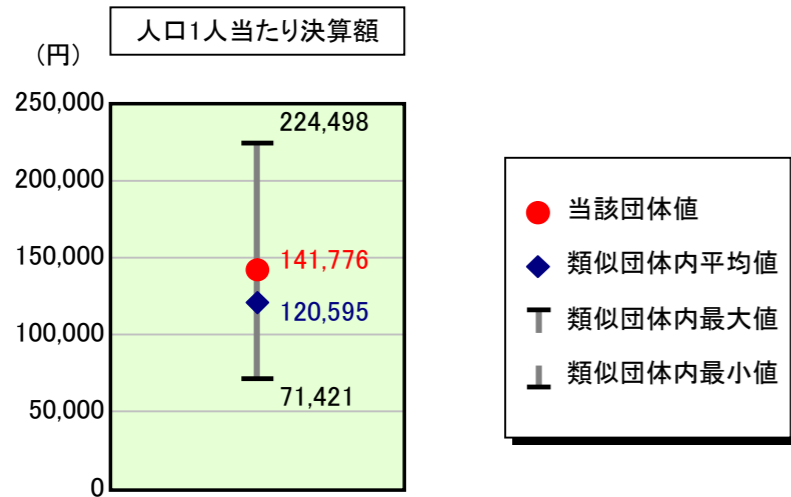 人口1人当たり決算額
(円)
250,000
224,498
200,000
150,000
141,776
120,595
100,000
71,421
50,000
0
当該団体値
類似団体内平均値
類似団体内最大値
類似団体内最小値